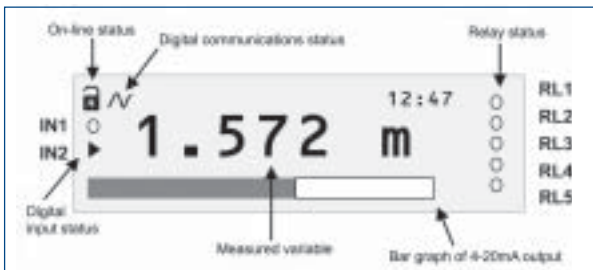 On-line status
Digital communications status
Relay status
12:47
RL1
IN1
1.572 m
RL2
RL3
IN2
RL4
RL5
Digital
input status
Measured variable
Bar graph of 4-20mA output